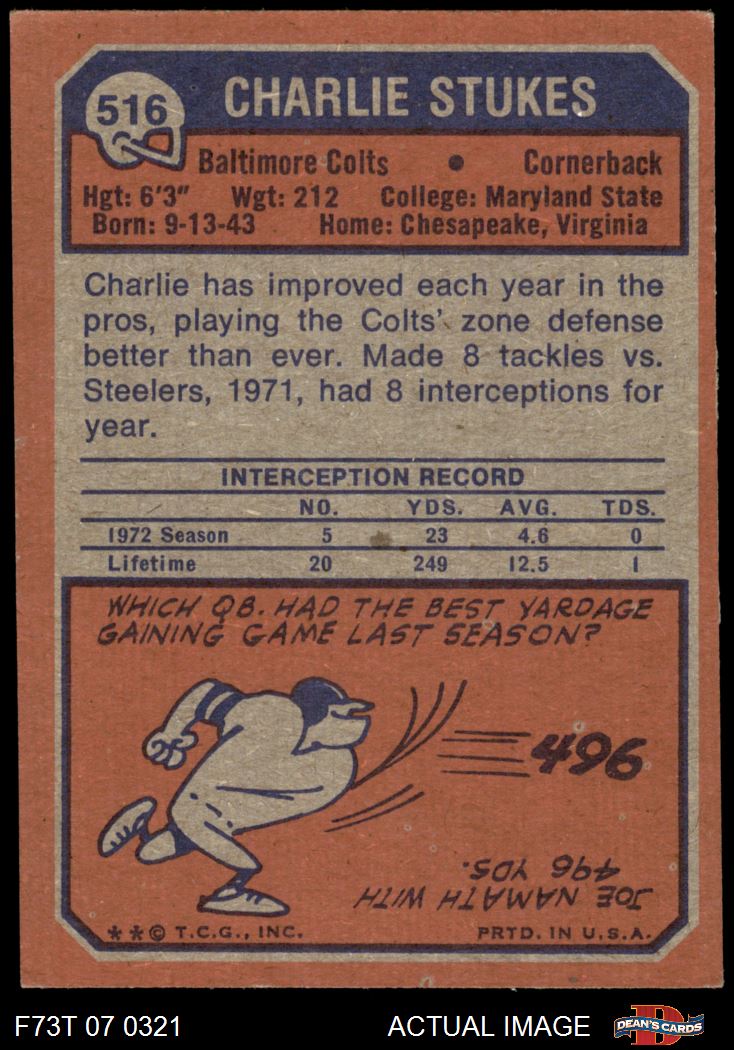 516
CHARLIE STUKES
Baltimore Colts • Cornerback
Hgt: 6'3" Wgt: 212 College: Maryland State
Born: 9-13-43 Home: Chesapeake, Virginia
Charlie has improved each year in the
pros, playing the Colts' zone defense
better than ever. Made 8 tackles vs.
Steelers, 1971, had 8 interceptions for
year.
INTERCEPTION RECORD
NO. YDS. AVG. TDS.
1972 Season 5 23 4.6 0
Lifetime 20 249 12.5 1
WHICH QB. HAD THE BEST YARDAGE
GAINING GAME LAST SEASON?
496
JOE NAMATH WITH
496 YDS.
**© T.C.G., INC. PRTD. IN U.S.A.
F73T 07 0321 ACTUAL IMAGE
D
DEAN'S CARDS